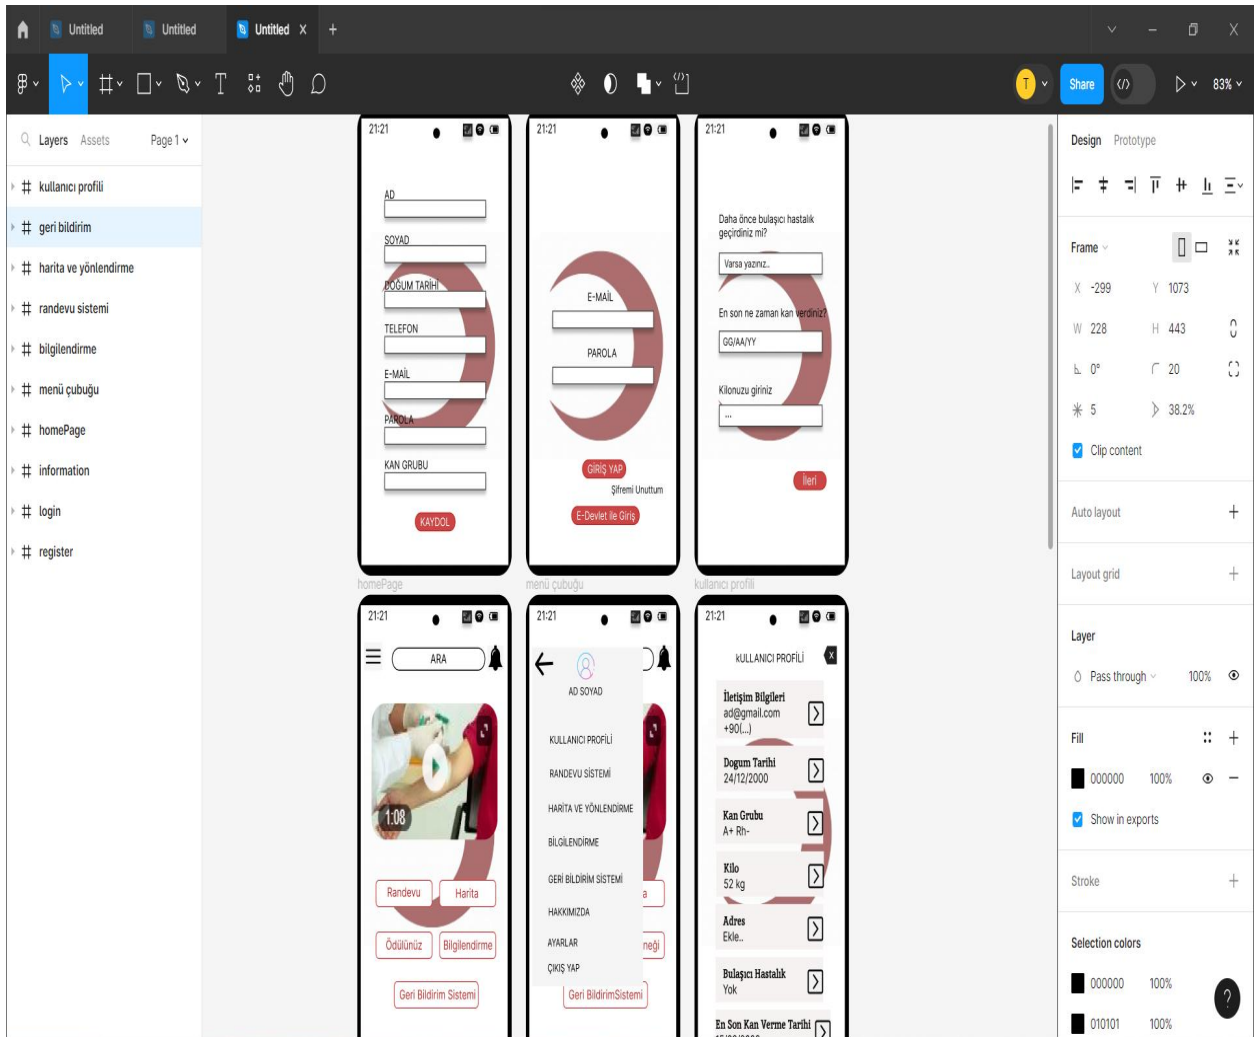 Untitled
Untitled
Untitled
T
Share
83%
Layers
Assets
Page 1
kullanıcı profili
geri bildirim
harita ve yönlendirme
randevu sistemi
bilgilendirme
menü çubuğu
homePage
information
login
register
21:21
AD
SOYAD
DOĞUM TARİHİ
TELEFON
E-MAİL
PAROLA
KAN GRUBU
KAYDOL
21:21
E-MAİL
PAROLA
GİRİŞ YAP
Şifremi Unuttum
E-Devlet ile Giriş
21:21
Daha önce bulaşıcı hastalık
geçirdiniz mi?
Varsa yazınız..
En son ne zaman kan verdiniz?
GG/AA/YY
Kilonuzu giriniz
...
İleri
homePage
21:21
ARA
1:08
Randevu
Harita
Ödülünüz
Bilgilendirme
Geri Bildirim Sistemi
menü çubuğu
21:21
AD SOYAD
KULLANICI PROFİLİ
RANDEVU SİSTEMİ
HARİTA VE YÖNLENDİRME
BİLGİLENDİRME
GERİ BİLDİRİM SİSTEMİ
HAKKIMIZDA
AYARLAR
ÇIKIŞ YAP
a
neği
Geri BildirimSistemi
kullanıcı profili
21:21
kULLANICI PROFİLİ
X
İletişim Bilgileri
ad@gmail.com
+90(...)
Dogum Tarihi
24/12/2000
Kan Grubu
A+ Rh-
Kilo
52 kg
Adres
Ekle..
Bulaşıcı Hastalık
Yok
En Son Kan Verme Tarihi
Design
Prototype
Frame
X -299
Y 1073
W 228
H 443
0°
20
5
38.2%
Clip content
Auto layout
Layout grid
Layer
Pass through
100%
Fill
000000
100%
Show in exports
Stroke
Selection colors
000000
100%
010101
100%
?